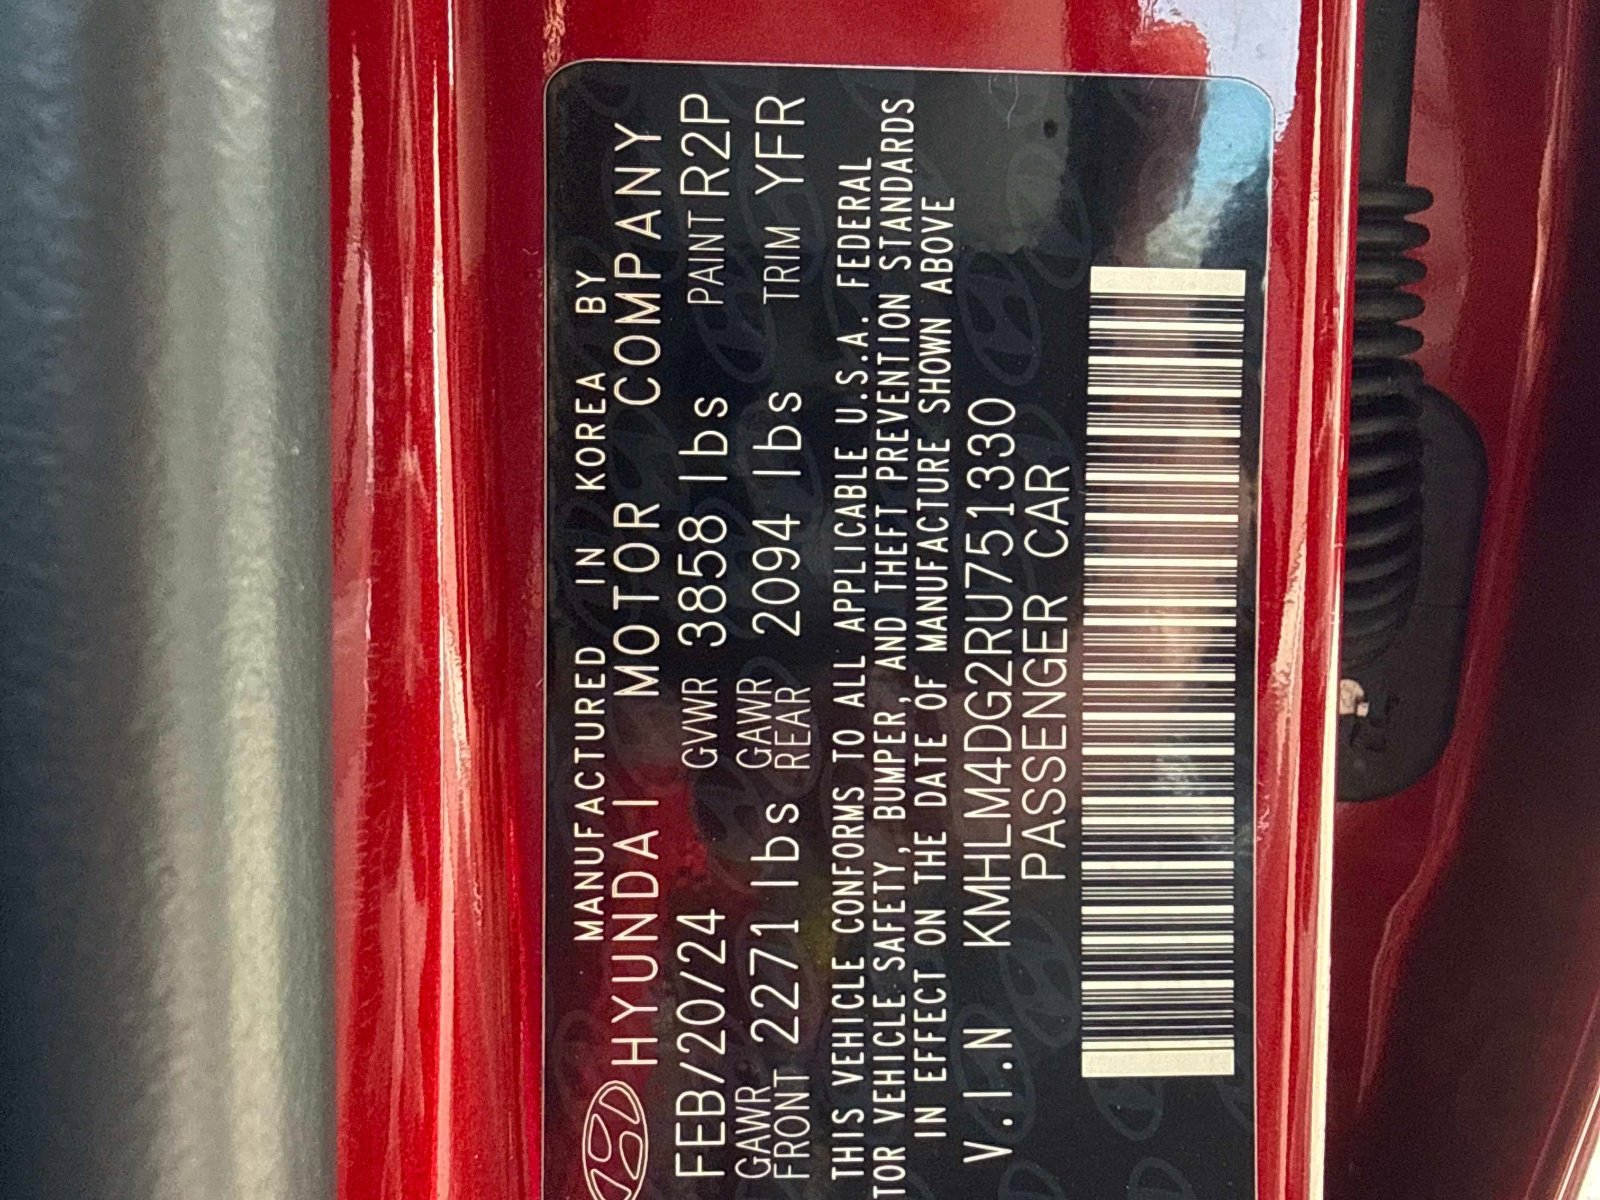 MANUFACTURED IN KOREA BY
HYUNDAI MOTOR COMPANY
FEB/20/24 GVWR 3858 lbs PAINT R2P
GAWR FRONT 2271 lbs GAWR REAR 2094 lbs TRIM YFR
THIS VEHICLE CONFORMS TO ALL APPLICABLE U.S.A. FEDERAL
TOR VEHICLE SAFETY, BUMPER, AND THEFT PREVENTION STANDARDS
IN EFFECT ON THE DATE OF MANUFACTURE SHOWN ABOVE
V.I.N KMHLM4DG2RU751330
PASSENGER CAR